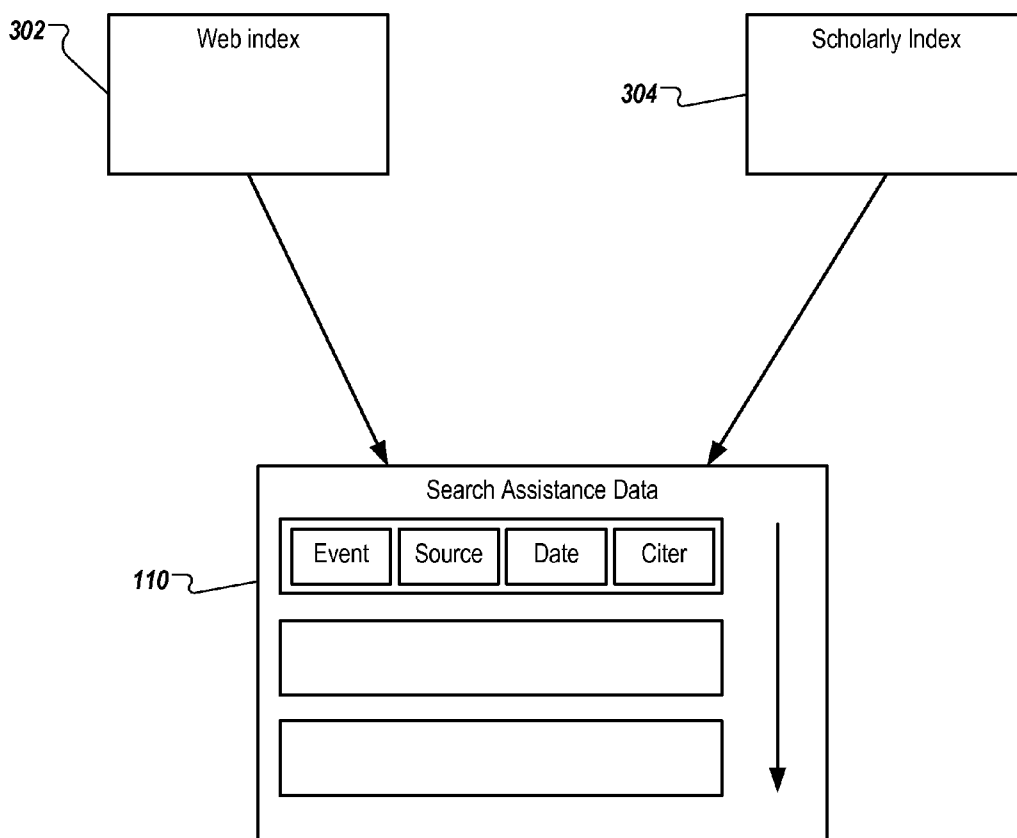 302
Web index
Scholarly Index
304
Search Assistance Data
Event Source Date Citer
110